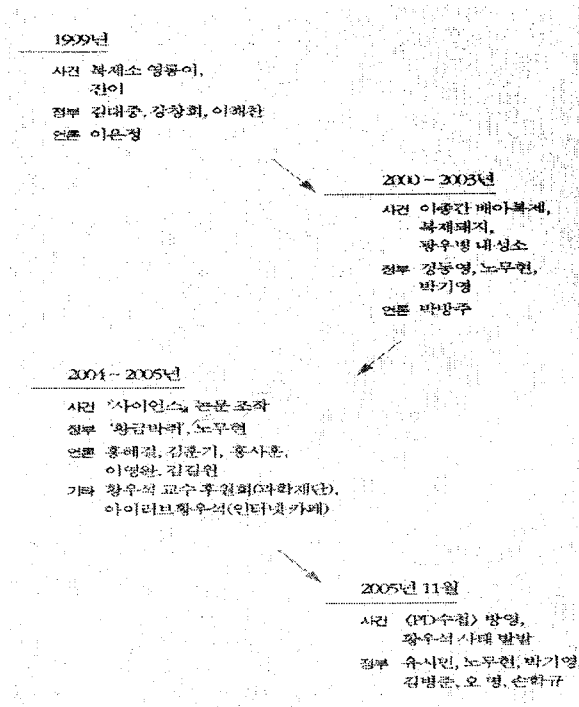 1999년
사건 복제소 영롱이,
진이
정부 김대중, 강창희, 이해찬
언론 이은정
2000 ~ 2003년
사건 이종간 배아복제,
복제돼지,
광우병 내성소
정부 정동영, 노무현,
박기영
언론 박방주
2004 ~ 2005년
사건 『사이언스』 논문 조작
정부 '황금박쥐', 노무현
언론 홍혜걸, 김훈기, 홍사훈,
이영완, 김길원
기타 황우석 교수 후원회(과학재단),
아이러브황우석(인터넷 카페)
2005년 11월
사건 〈PD수첩〉 방영,
황우석 사태 발발
정부 유시민, 노무현, 박기영
김병준, 오 명, 손학규